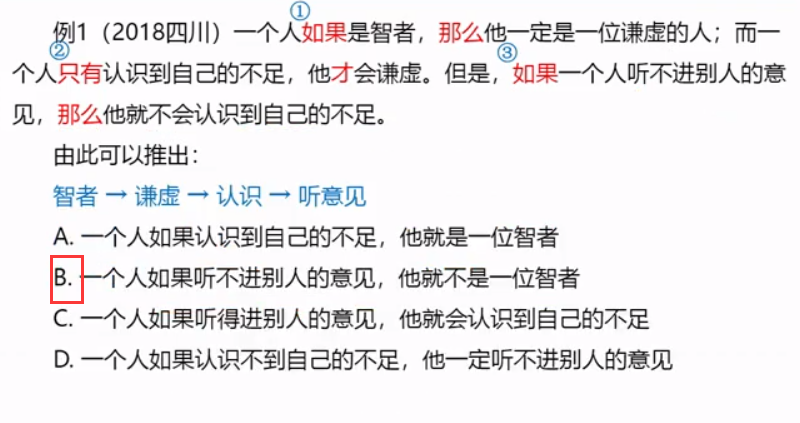 ①
例1（2018四川）一个人如果是智者，那么他一定是一位谦虚的人；而一
② ③
个人只有认识到自己的不足，他才会谦虚。但是，如果一个人听不进别人的意
见，那么他就不会认识到自己的不足。
由此可以推出：
智者 → 谦虚 → 认识 → 听意见
A. 一个人如果认识到自己的不足，他就是一位智者
B. 一个人如果听不进别人的意见，他就不是一位智者
C. 一个人如果听得进别人的意见，他就会认识到自己的不足
D. 一个人如果认识不到自己的不足，他一定听不进别人的意见